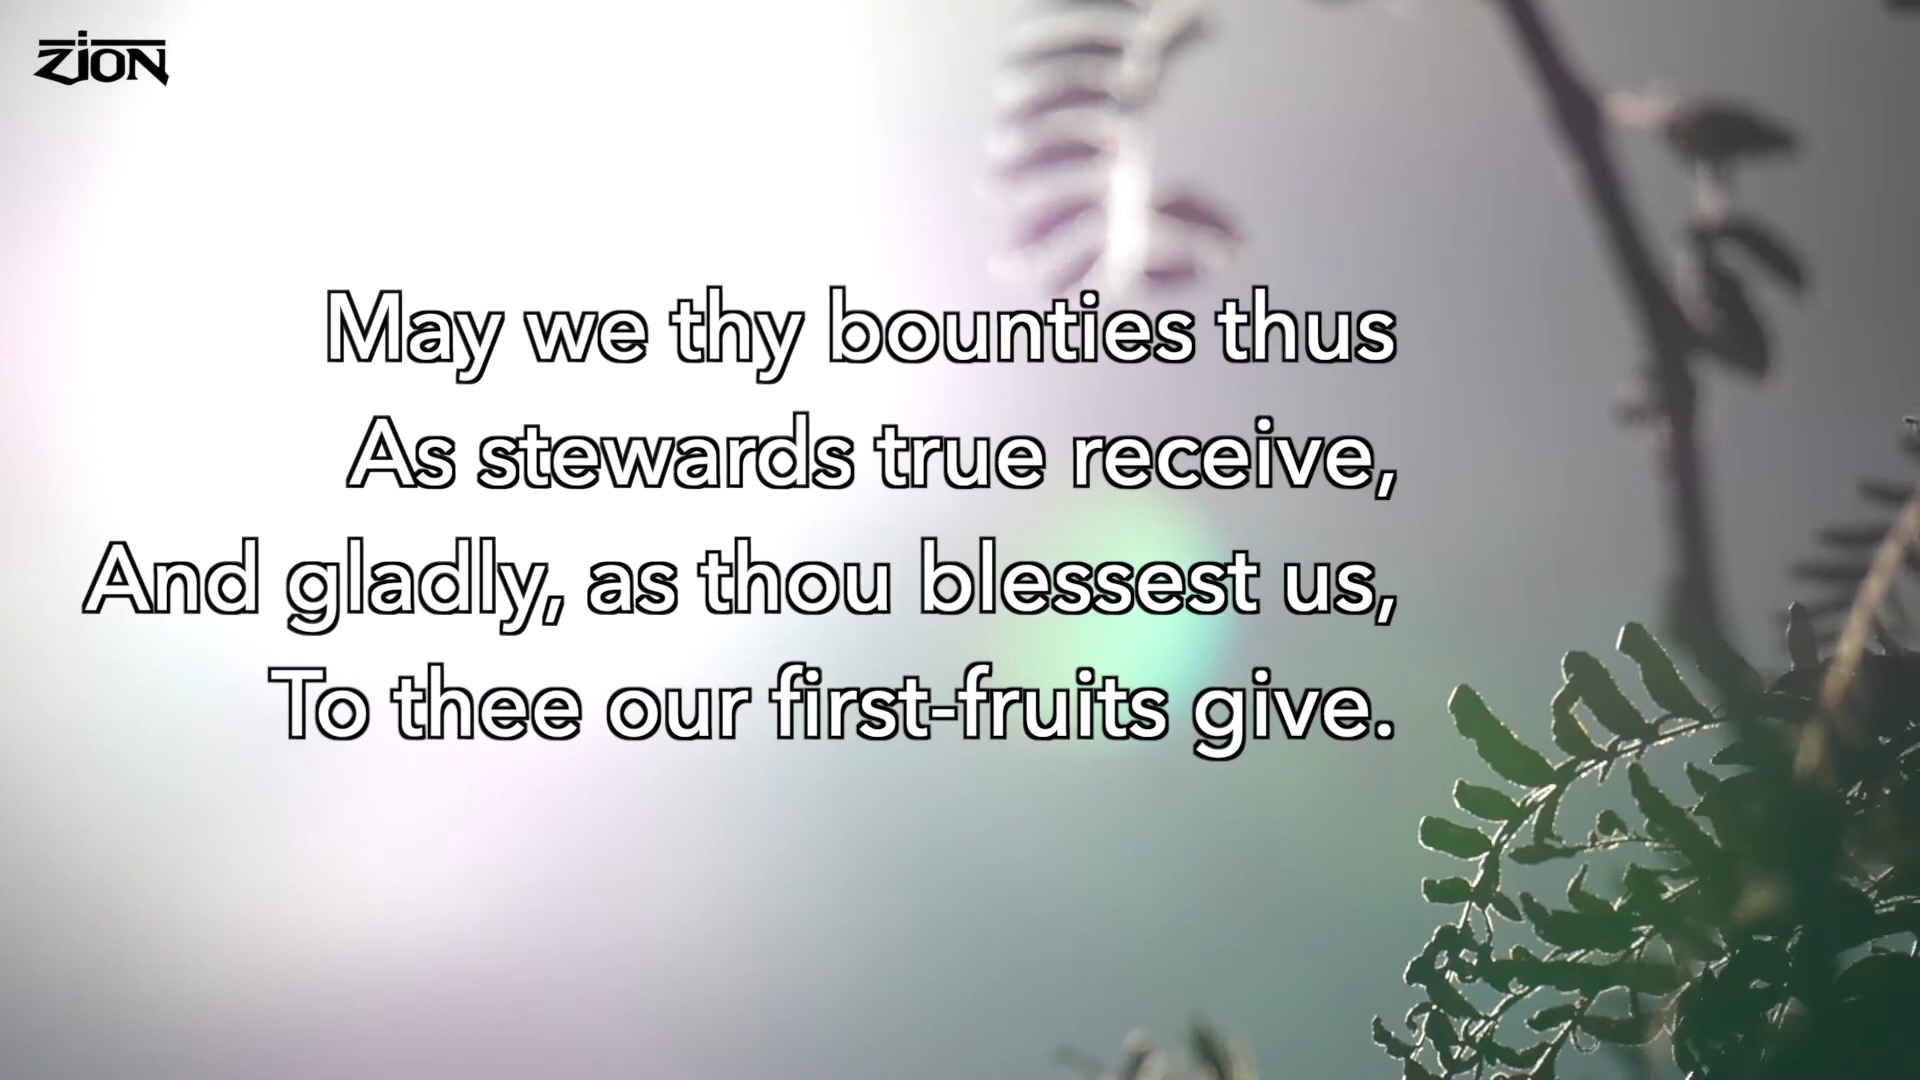 ZION
May we thy bounties thus
As stewards true receive,
And gladly, as thou blessest us,
To thee our first-fruits give.